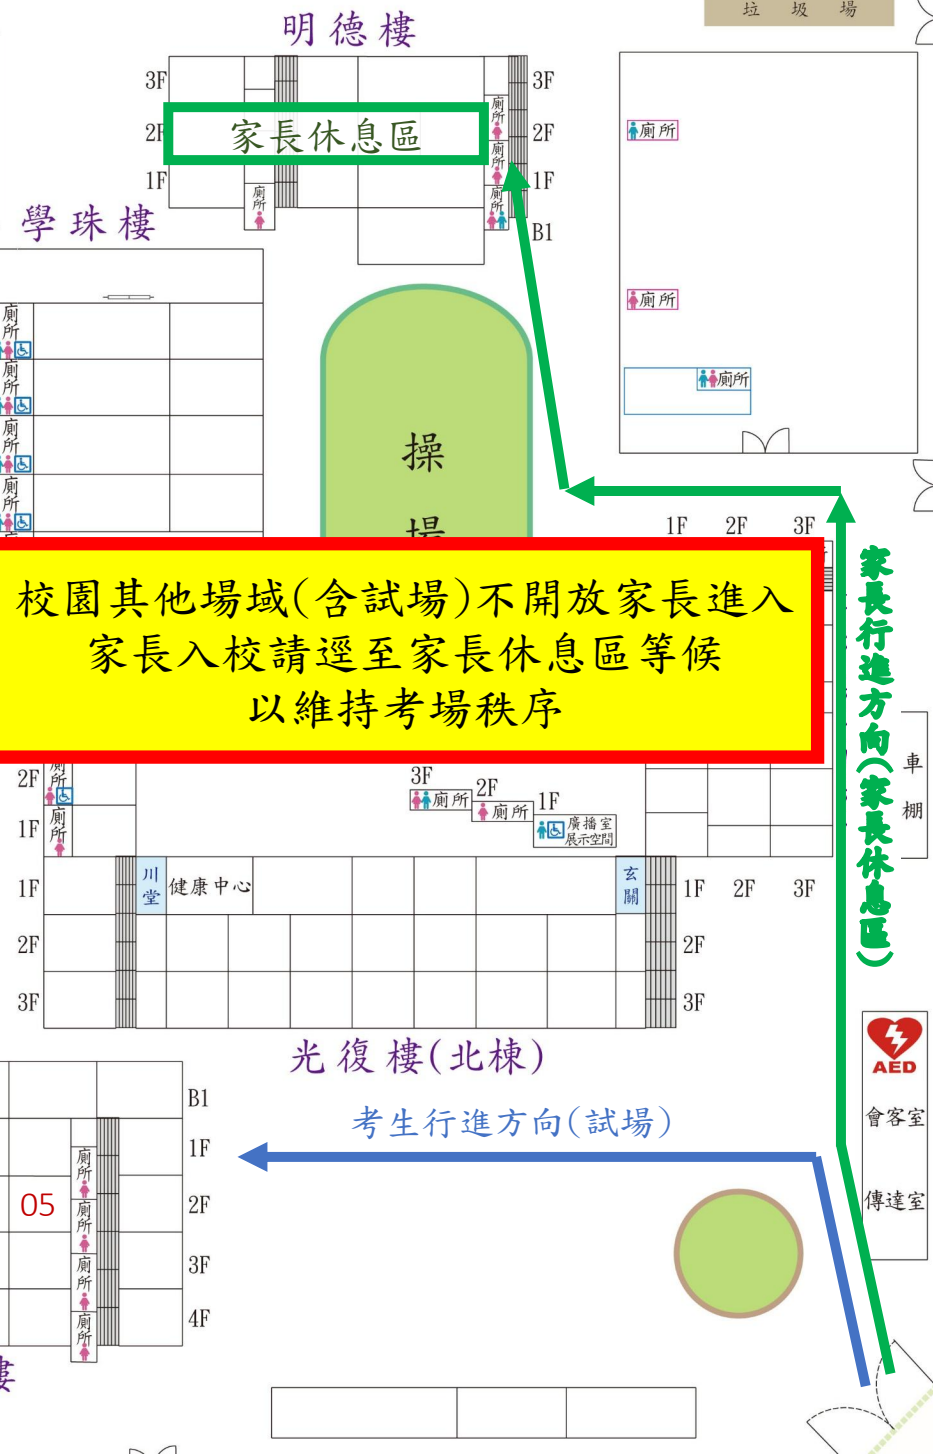 垃圾場
明德樓
3F
3F
廁所
家長休息區
2F
2F
廁所
廁所
1F
1F
廁所
廁所
B1
廁所
學珠樓
廁所
廁所
廁所
廁所
廁所
操
場
1F 2F 3F
校園其他場域(含試場)不開放家長進入
家長入校請逕至家長休息區等候
以維持考場秩序
家長行進方向(家長休息區)
車棚
2F
廁所
1F
廁所
3F
廁所
2F
廁所
1F
廣播室
展示空間
1F
川堂
健康中心
玄關
1F 2F 3F
2F
2F
3F
3F
光復樓(北棟)
AED
會客室
傳達室
考生行進方向(試場)
B1
1F
廁所
05
2F
廁所
3F
廁所
4F
廁所
樓